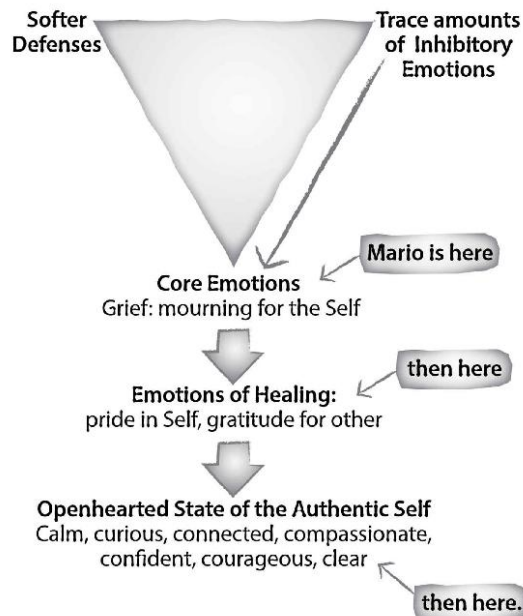 Softer
Defenses
Trace amounts
of Inhibitory
Emotions
Mario is here
Core Emotions
Grief: mourning for the Self
then here
Emotions of Healing:
pride in Self, gratitude for other
Openhearted State of the Authentic Self
Calm, curious, connected, compassionate,
confident, courageous, clear
then here.